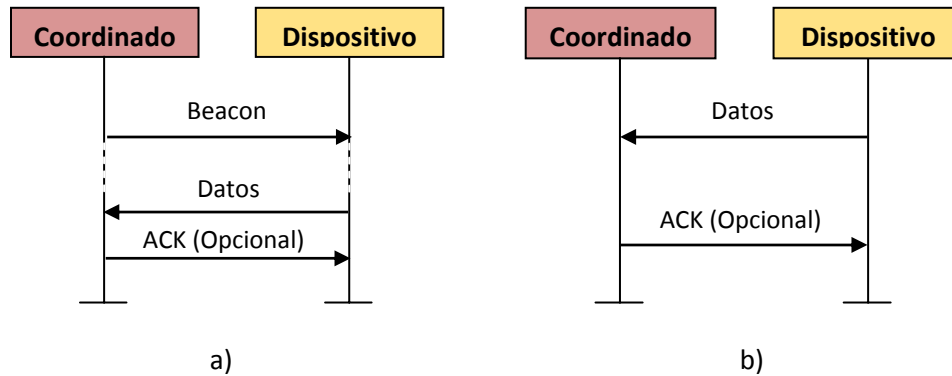 Coordinado Dispositivo Coordinado Dispositivo
Beacon Datos
Datos
ACK (Opcional)
ACK (Opcional)
a) b)